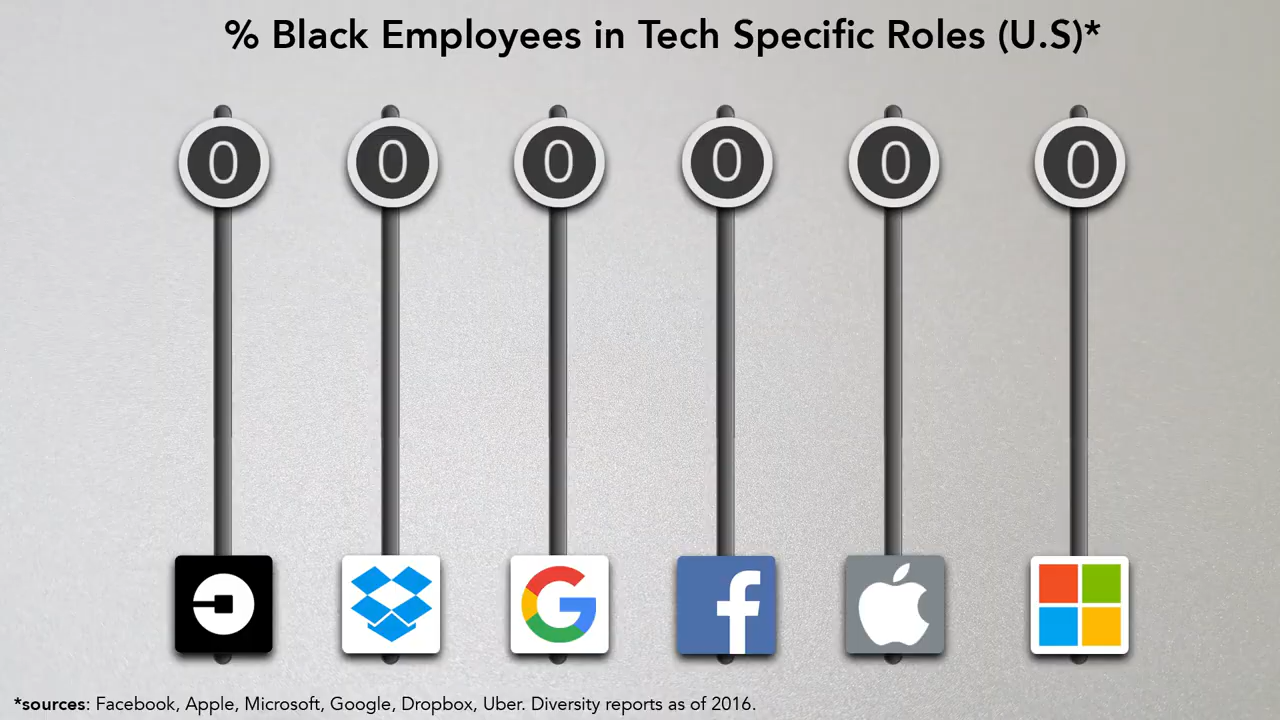 % Black Employees in Tech Specific Roles (U.S)*
0 0 0 0 0 0
*sources: Facebook, Apple, Microsoft, Google, Dropbox, Uber. Diversity reports as of 2016.